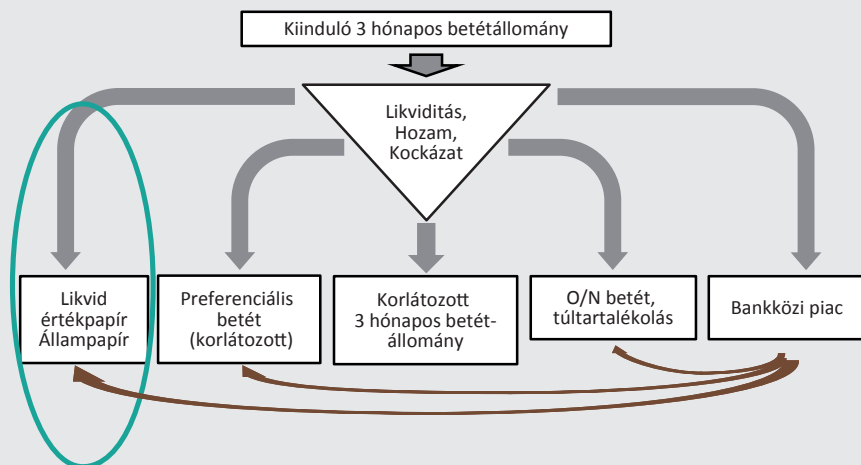 Kiinduló 3 hónapos betétállomány
Likviditás,
Hozam,
Kockázat
Likvid
értékpapír
Állampapír
Preferenciális
betét
(korlátozott)
Korlátozott
3 hónapos betét-
állomány
O/N betét,
túltartalékolás
Bankközi piac